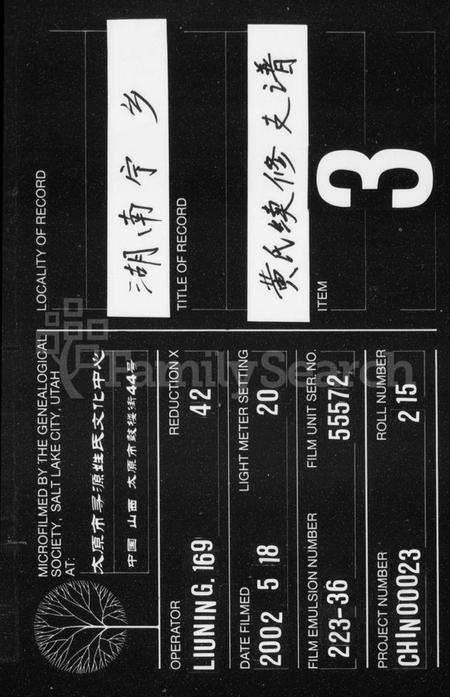 MICROFILMED BY THE GENEALOGICAL
SOCIETY, SALT LAKE CITY, UTAH
AT:
太原市寻源姓氏文化中心
中国 山西 太原市鼓楼街44号
OPERATOR
LIUNING. 169
REDUCTION X
42
DATE FILMED
2002 5 18
LIGHT METER SETTING
20
FILM EMULSION NUMBER
223-36
FILM UNIT SER. NO.
55572
PROJECT NUMBER
CHIN00023
ROLL NUMBER
215
LOCALITY OF RECORD
湖南宁乡
TITLE OF RECORD
黄氏续修支谱
ITEM
3
FamilySearch